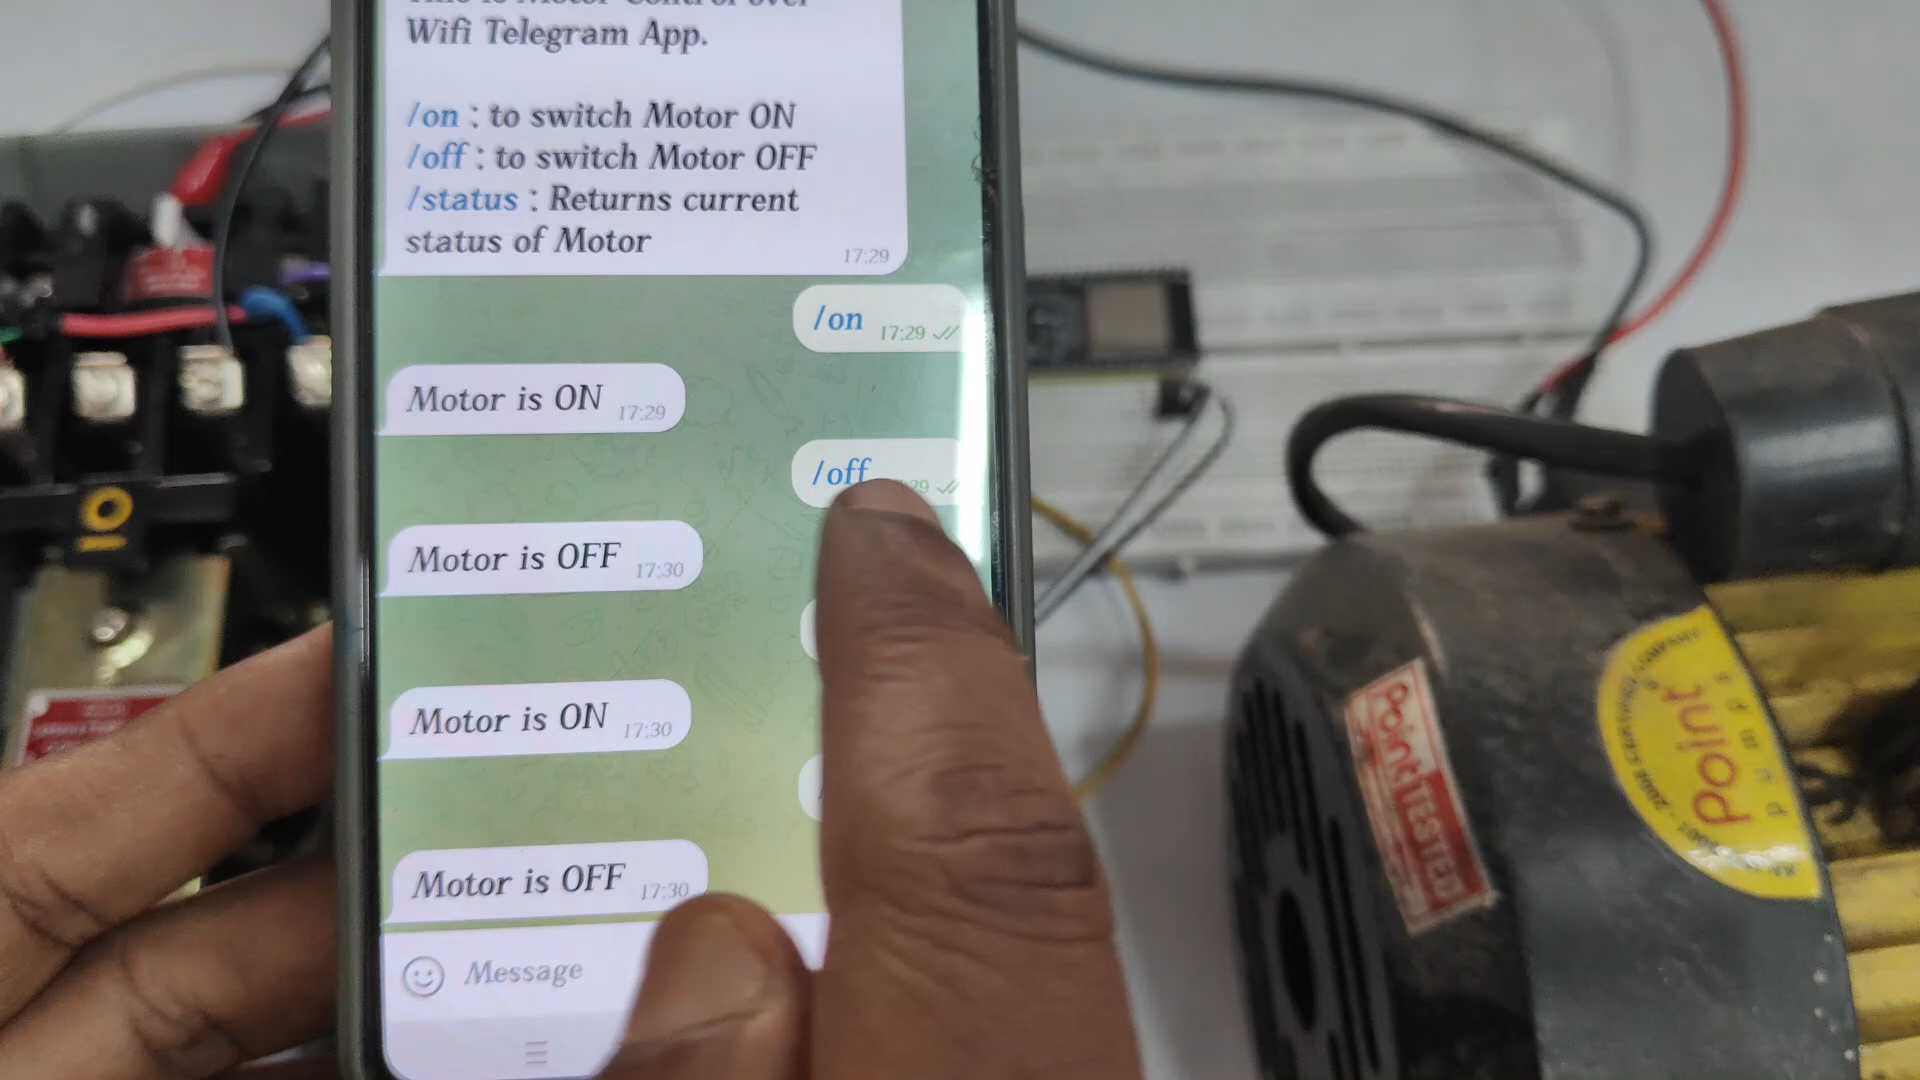 Wifi Telegram App.
/on : to switch Motor ON
/off : to switch Motor OFF
/status : Returns current
status of Motor
17:29
/on 17:29
Motor is ON 17:29
/off
Motor is OFF 17:30
Motor is ON 17:30
Motor is OFF 17:30
Message
Point TESTED
Point
PUMPS